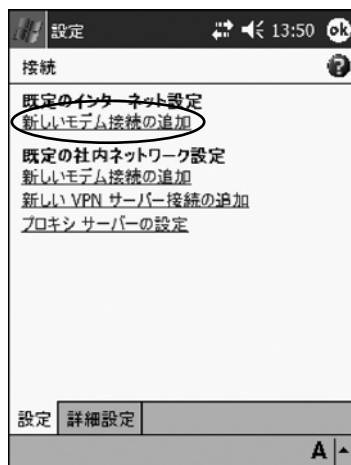 設定 13:50 ok
接続
既定のインターネット設定
新しいモデム接続の追加
既定の社内ネットワーク設定
新しいモデム接続の追加
新しい VPN サーバー接続の追加
プロキシ サーバーの設定
設定 詳細設定
A